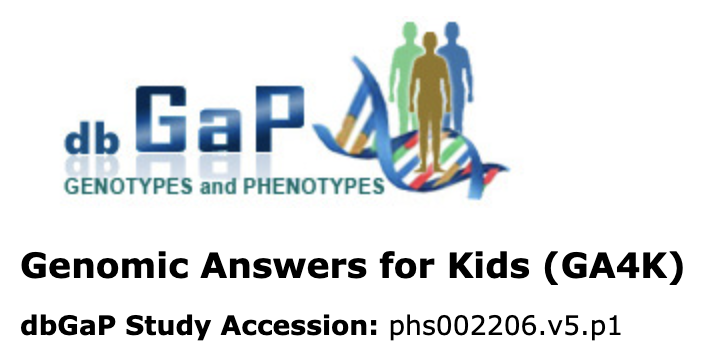 db GaP
GENOTYPES and PHENOTYPES
Genomic Answers for Kids (GA4K)
dbGaP Study Accession: phs002206.v5.p1